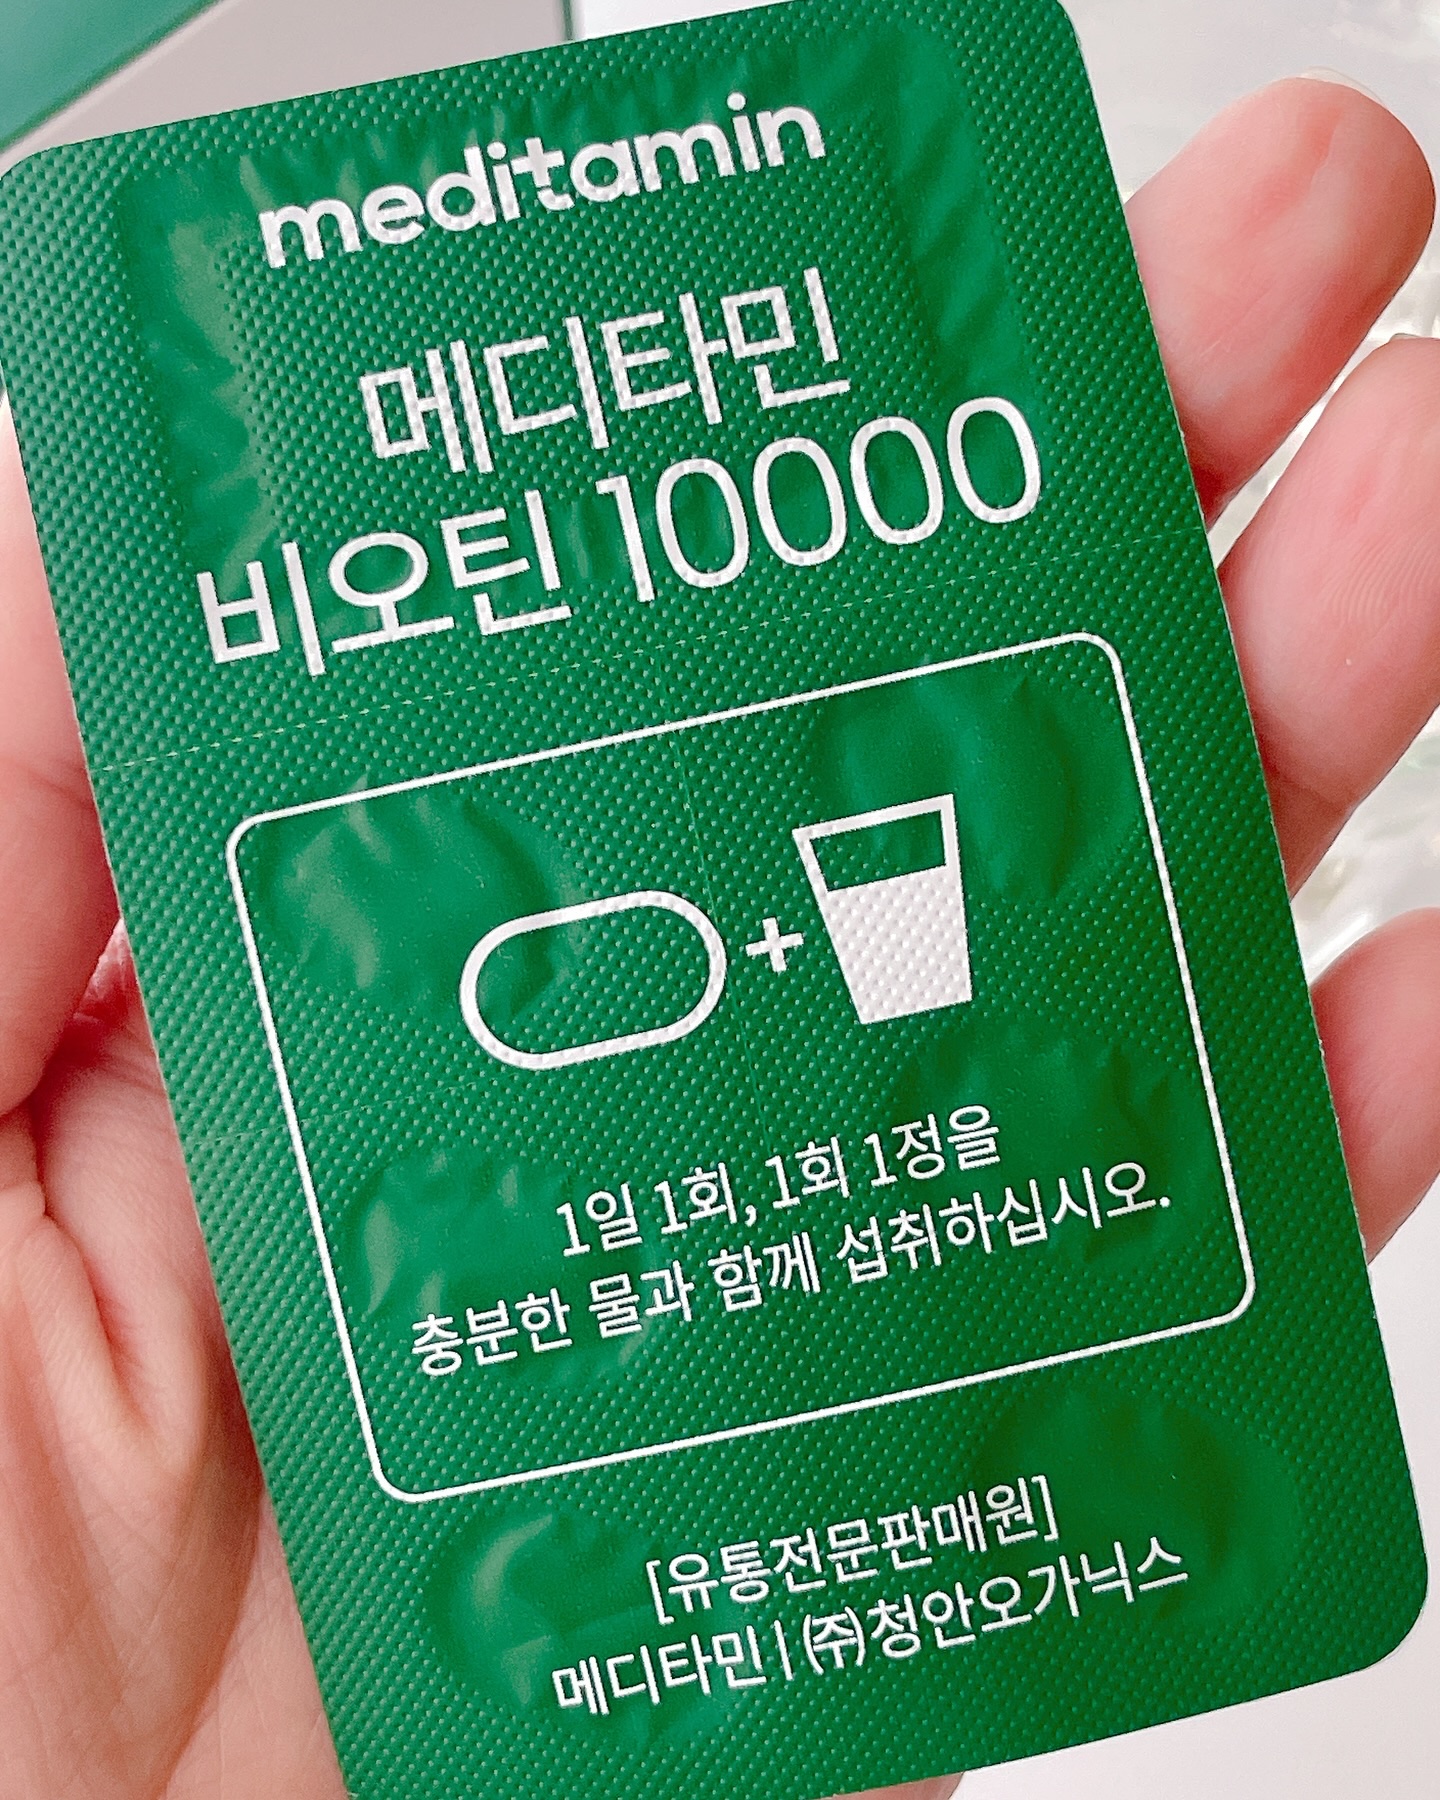 meditamin
메디타민
비오틴 10000
1일 1회, 1회 1정을
충분한 물과 함께 섭취하십시오.
[유통전문판매원]
메디타민 | ㈜청안오가닉스